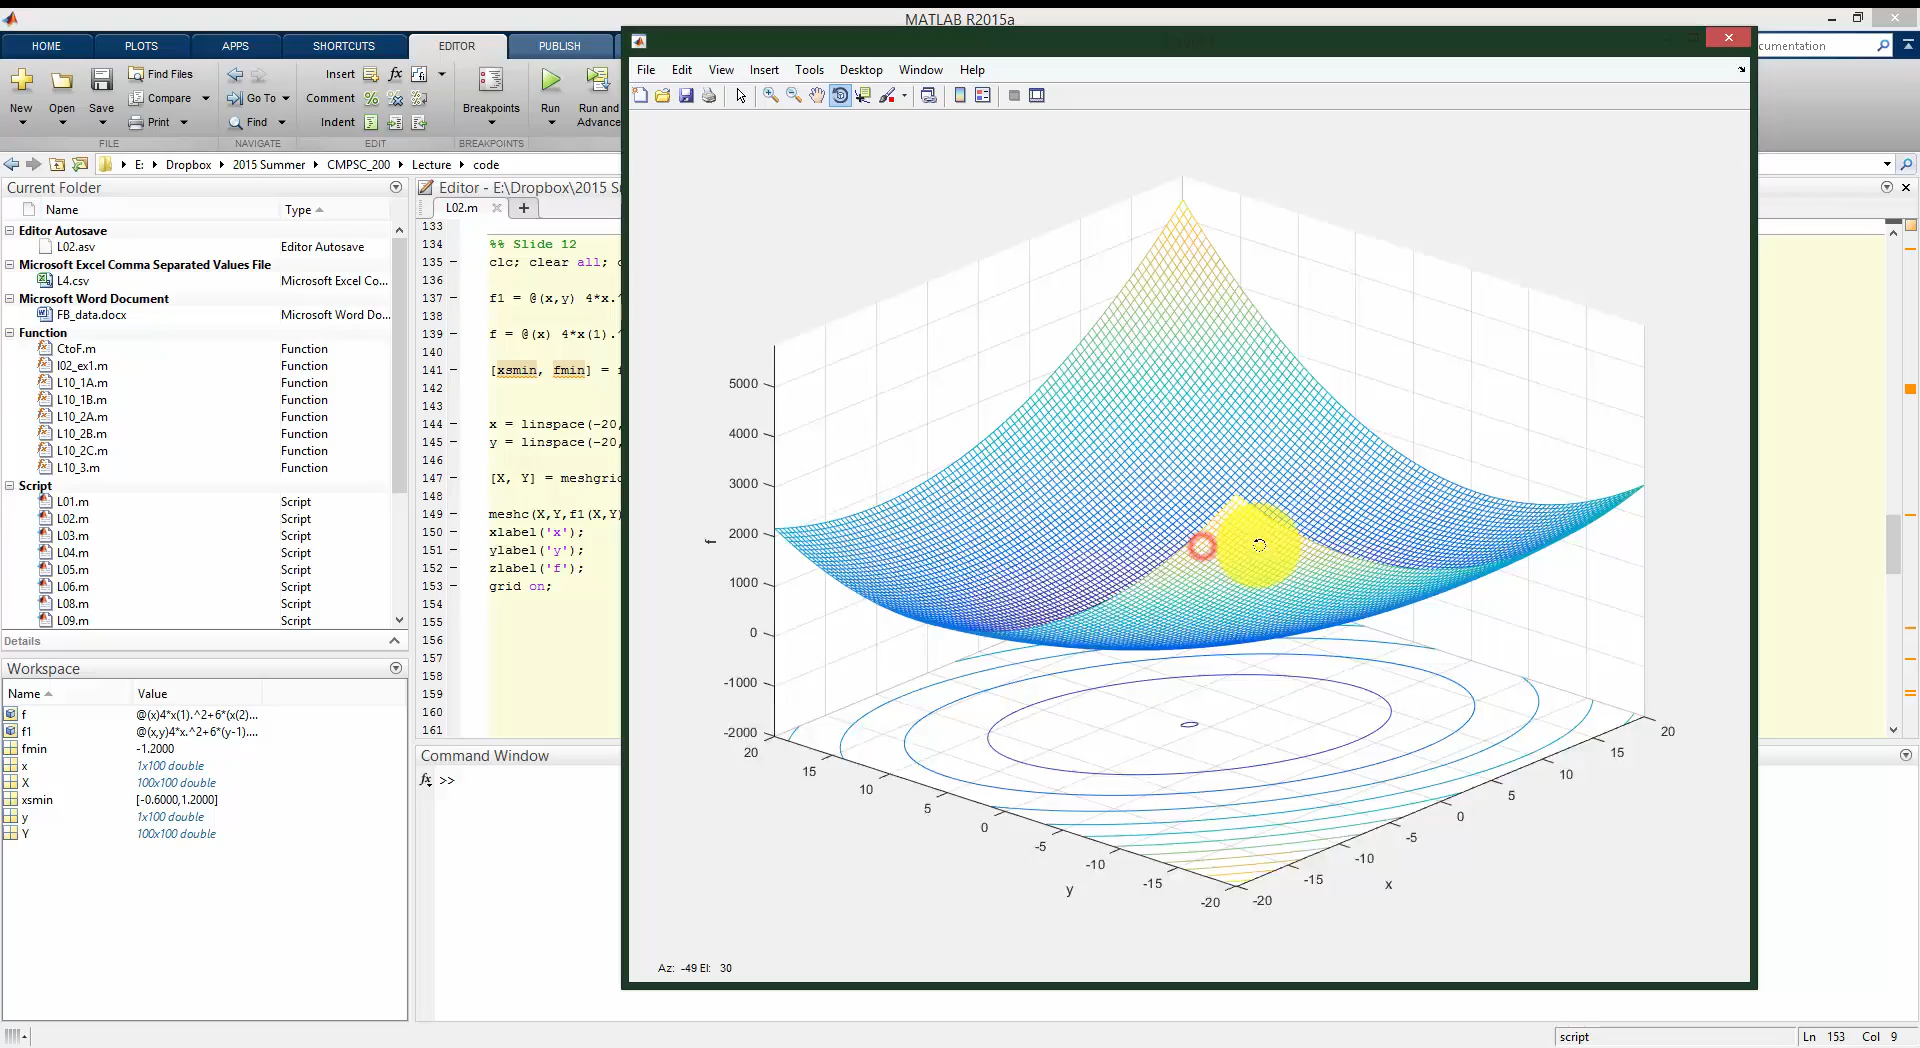 MATLAB R2015a
HOME PLOTS APPS SHORTCUTS EDITOR PUBLISH
cumentation
File Edit View Insert Tools Desktop Window Help
New Open Save Find Files Compare Print
Go To Find
Insert fx
Comment
Indent
Breakpoints
Run Run and Advance
FILE NAVIGATE EDIT BREAKPOINTS
E: Dropbox 2015 Summer CMPSC_200 Lecture code
Current Folder
Name Type
Editor Autosave
L02.asv Editor Autosave
Microsoft Excel Comma Separated Values File
L4.csv Microsoft Excel Co...
Microsoft Word Document
FB_data.docx Microsoft Word Do...
Function
CtoF.m Function
l02_ex1.m Function
L10_1A.m Function
L10_1B.m Function
L10_2A.m Function
L10_2B.m Function
L10_2C.m Function
L10_3.m Function
Script
L01.m Script
L02.m Script
L03.m Script
L04.m Script
L05.m Script
L06.m Script
L08.m Script
L09.m Script
Details
Workspace
Name Value
f @(x)4*x(1).^2+6*(x(2)...
f1 @(x,y)4*x.^2+6*(y-1)....
fmin -1.2000
x 1x100 double
X 100x100 double
xsmin [-0.6000,1.2000]
y 1x100 double
Y 100x100 double
Editor - E:\Dropbox\2015 S
L02.m
133
134 %% Slide 12
135 clc; clear all; c
136
137 f1 = @(x,y) 4*x.^
138
139 f = @(x) 4*x(1).^
140
141 [xsmin, fmin] = f
142
143
144 x = linspace(-20,
145 y = linspace(-20,
146
147 [X, Y] = meshgrid
148
149 meshc(X,Y,f1(X,Y)
150 xlabel('x');
151 ylabel('y');
152 zlabel('f');
153 grid on;
154
155
156
157
158
159
160
161
Command Window
fx >>
5000
4000
3000
2000
1000
0
-1000
-2000
f
20
15
10
5
0
-5
-10
-15
-20
y
-20
-15
-10
-5
0
5
10
15
20
x
Az: -49 El: 30
script
Ln 153 Col 9